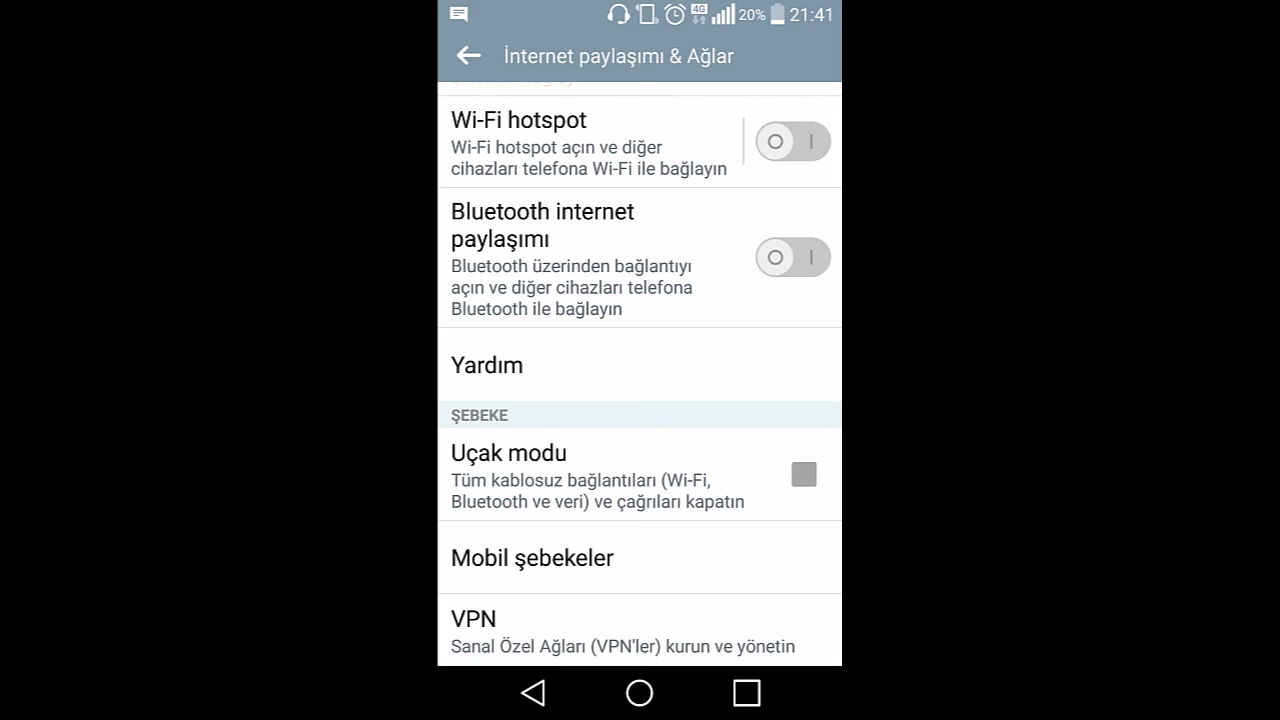 4G
20%
21:41
İnternet paylaşımı & Ağlar
Wi-Fi hotspot
Wi-Fi hotspot açın ve diğer
cihazları telefona Wi-Fi ile bağlayın
Bluetooth internet
paylaşımı
Bluetooth üzerinden bağlantıyı
açın ve diğer cihazları telefona
Bluetooth ile bağlayın
Yardım
ŞEBEKE
Uçak modu
Tüm kablosuz bağlantıları (Wi-Fi,
Bluetooth ve veri) ve çağrıları kapatın
Mobil şebekeler
VPN
Sanal Özel Ağları (VPN'ler) kurun ve yönetin